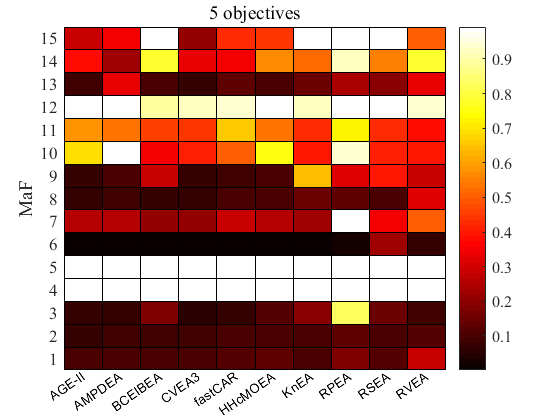 5 objectives
MaF
15
14
13
12
11
10
9
8
7
6
5
4
3
2
1
AGE-II
AMPDEA
BCEIBEA
CVEA3
fastCAR
HHcMOEA
KnEA
RPEA
RSEA
RVEA
0.9
0.8
0.7
0.6
0.5
0.4
0.3
0.2
0.1